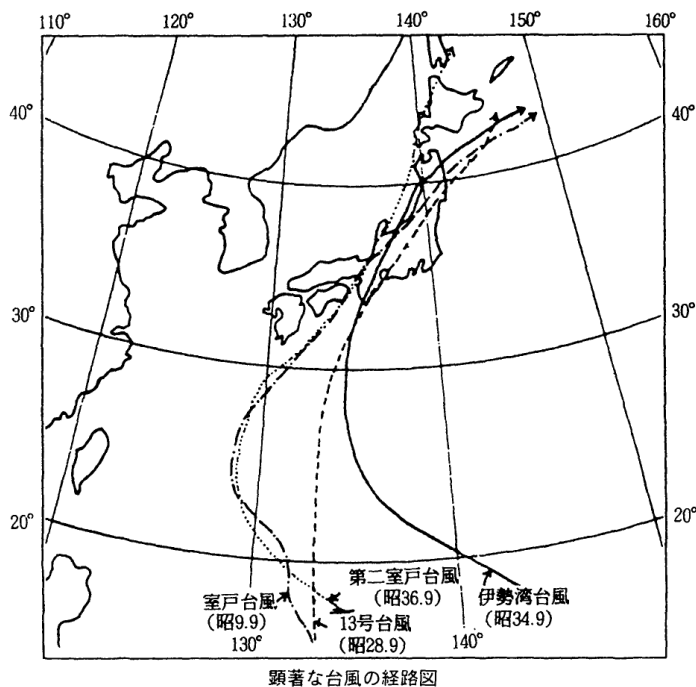 110°
120°
130°
140°
150°
160°
40°
40°
30°
30°
20°
20°
第二室戸台風
(昭36.9)
室戸台風
(昭9.9)
伊勢湾台風
(昭34.9)
13号台風
(昭28.9)
130°
140°
顕著な台風の経路図